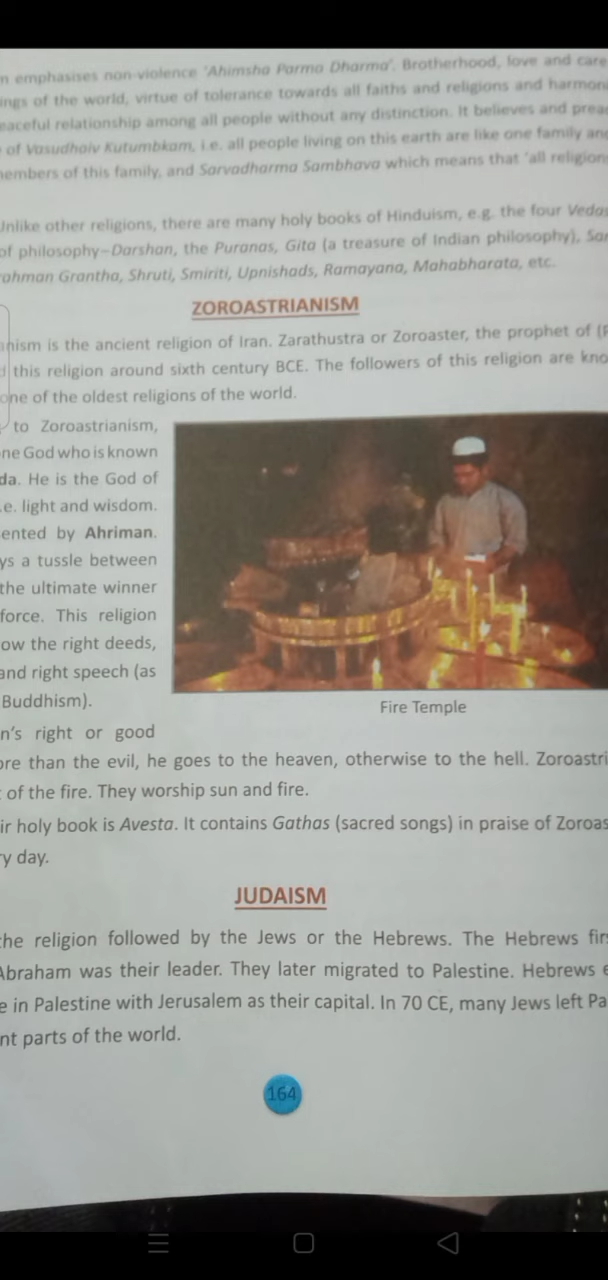 emphasises non-violence 'Ahimsha Parmo Dharma'. Brotherhood, love and care
ings of the world, virtue of tolerance towards all faiths and religions and harmoni
eaceful relationship among all people without any distinction. It believes and prea
of Vasudhaiv Kutumbkam, i.e. all people living on this earth are like one family an
embers of this family, and Sarvadharma Sambhava which means that 'all religion
Unlike other religions, there are many holy books of Hinduism, e.g. the four Vedas
of philosophy–Darshan, the Puranas, Gita (a treasure of Indian philosophy), Sa
rahman Grantha, Shruti, Smiriti, Upnishads, Ramayana, Mahabharata, etc.
ZOROASTRIANISM
anism is the ancient religion of Iran. Zarathustra or Zoroaster, the prophet of (P
d this religion around sixth century BCE. The followers of this religion are kno
one of the oldest religions of the world.
to Zoroastrianism,
ne God who is known
da. He is the God of
.e. light and wisdom.
ented by Ahriman.
ys a tussle between
the ultimate winner
force. This religion
ow the right deeds,
and right speech (as
Buddhism).
Fire Temple
n's right or good
ore than the evil, he goes to the heaven, otherwise to the hell. Zoroastri
of the fire. They worship sun and fire.
ir holy book is Avesta. It contains Gathas (sacred songs) in praise of Zoroas
ry day.
JUDAISM
the religion followed by the Jews or the Hebrews. The Hebrews fir
Abraham was their leader. They later migrated to Palestine. Hebrews e
e in Palestine with Jerusalem as their capital. In 70 CE, many Jews left Pa
nt parts of the world.
164